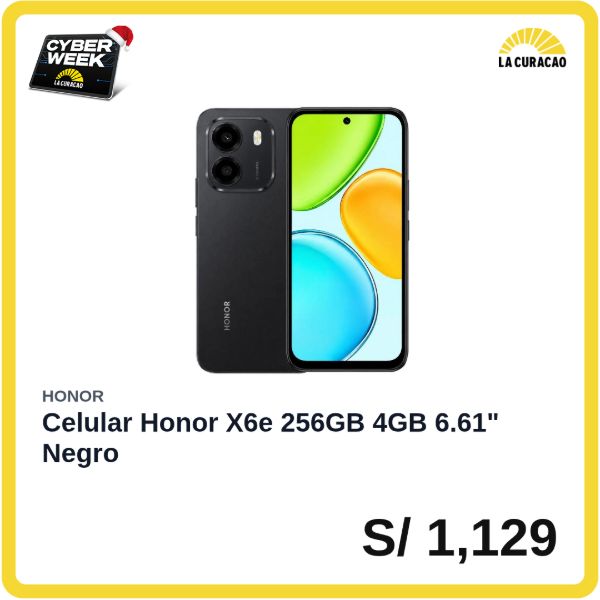 CYBER
WEEK
LA CURACAO
LA CURACAO
HONOR
HONOR
Celular Honor X6e 256GB 4GB 6.61"
Negro
S/ 1,129